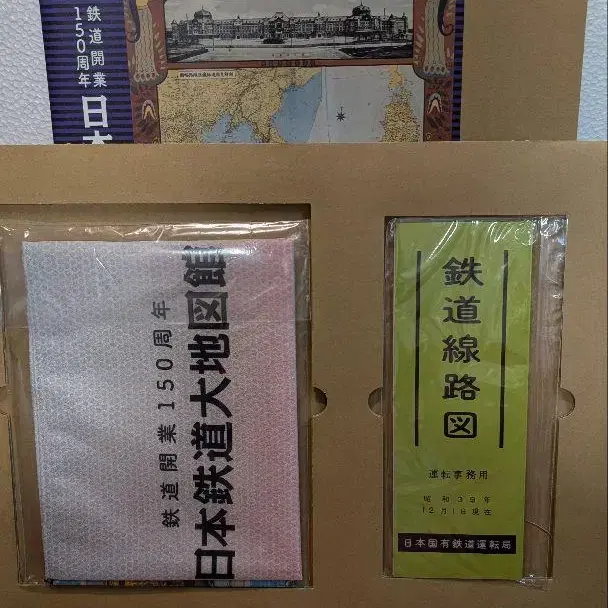 鉄道開業
150周年
日本
鉄道開業150周年
日本鉄道大地図館
鉄道線路図
運転事務用
昭和39年
12月1日現在
日本国有鉄道運転局